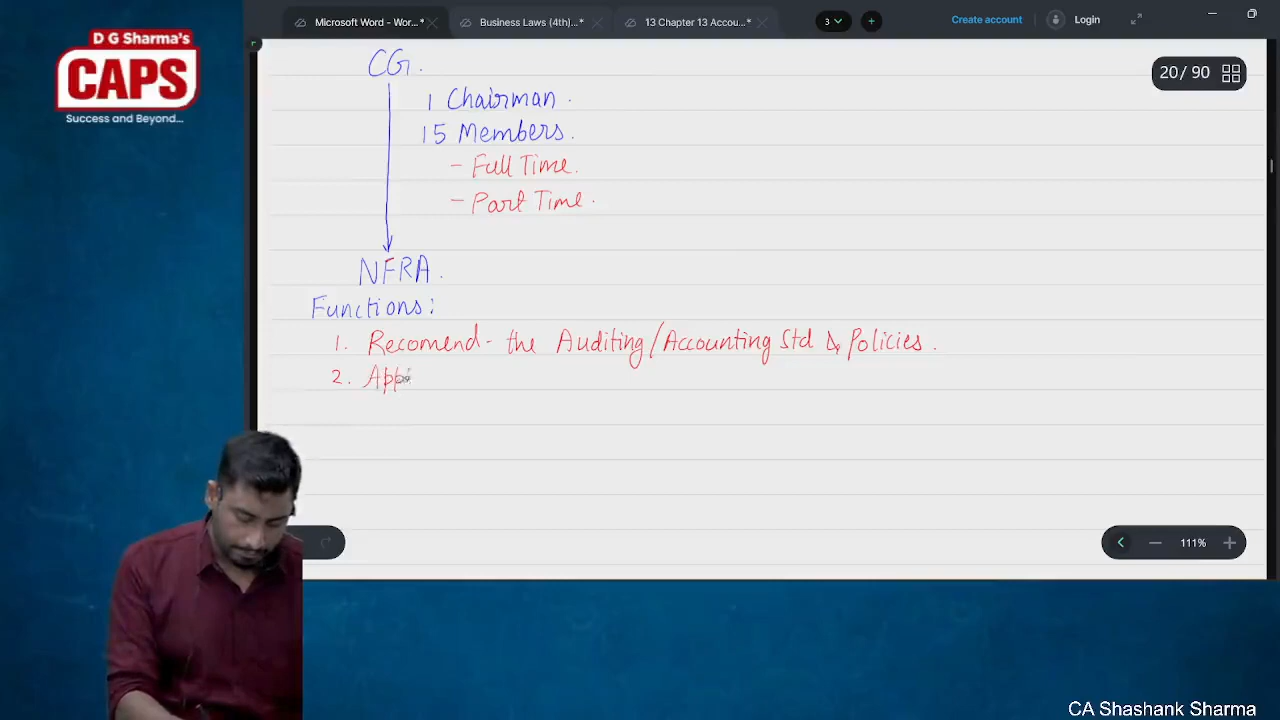 Microsoft Word - Wor...*
Business Laws (4th)...*
13 Chapter 13 Accou...*
3
Create account
Login
D G Sharma's
CAPS
Success and Beyond...
20 / 90
CG.
1 Chairman.
15 Members.
- Full Time.
- Part Time.
NFRA.
Functions:
1. Recomend - the Auditing/Accounting Std & Policies.
2. App
111%
CA Shashank Sharma